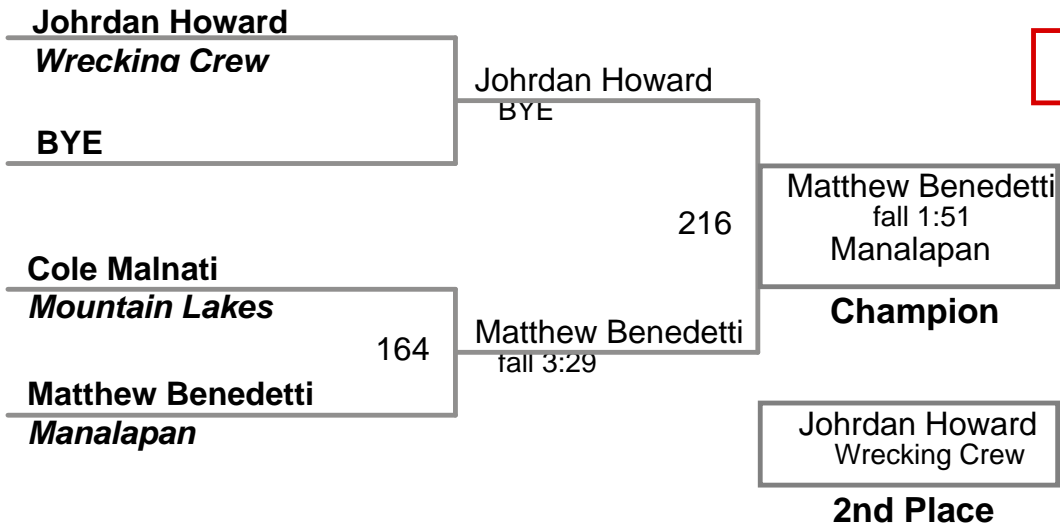 Johrdan Howard
Wrecking Crew
Johrdan Howard
BYE
BYE
Matthew Benedetti
fall 1:51
Manalapan
216
Cole Malnati
Mountain Lakes
Champion
164
Matthew Benedetti
fall 3:29
Matthew Benedetti
Manalapan
Johrdan Howard
Wrecking Crew
2nd Place